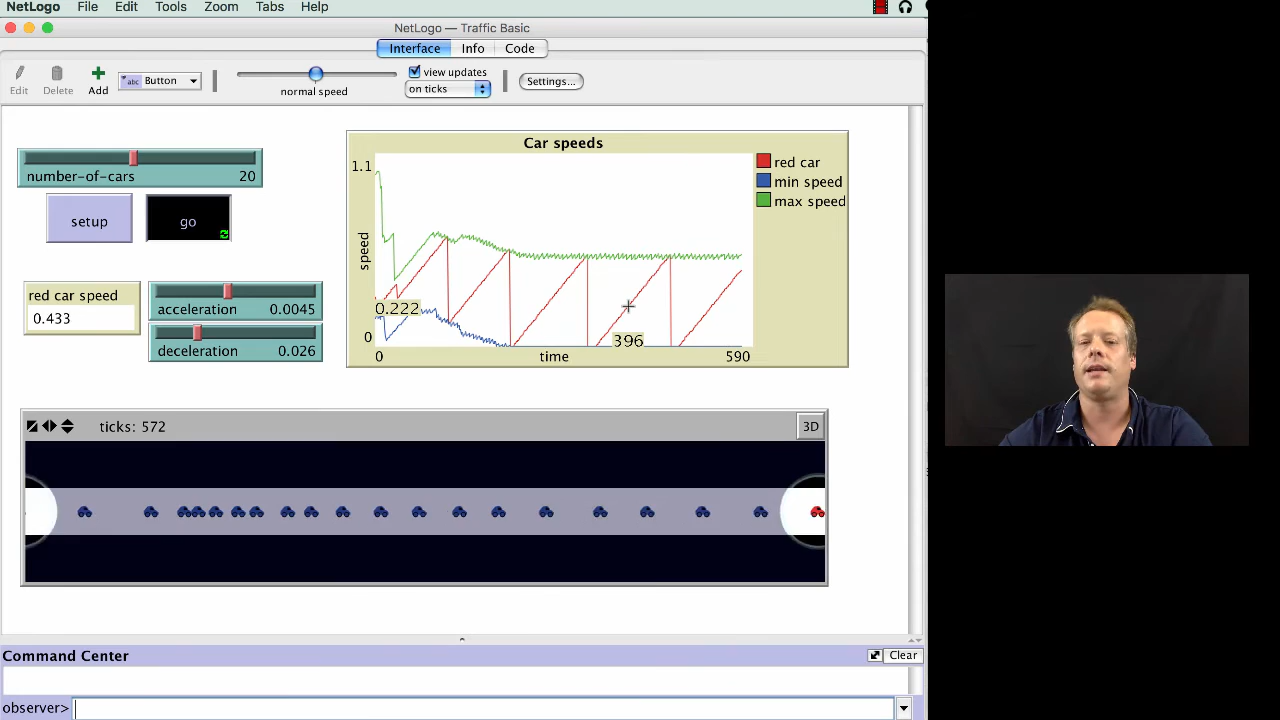 NetLogo File Edit Tools Zoom Tabs Help
NetLogo — Traffic Basic
Interface Info Code
Edit Delete Add
abc Button
normal speed
view updates
on ticks
Settings...
number-of-cars 20
setup go
red car speed
0.433
acceleration 0.0045
deceleration 0.026
Car speeds
1.1
speed
0
0.222
396
0 time 590
red car
min speed
max speed
ticks: 572 3D
Command Center Clear
observer>